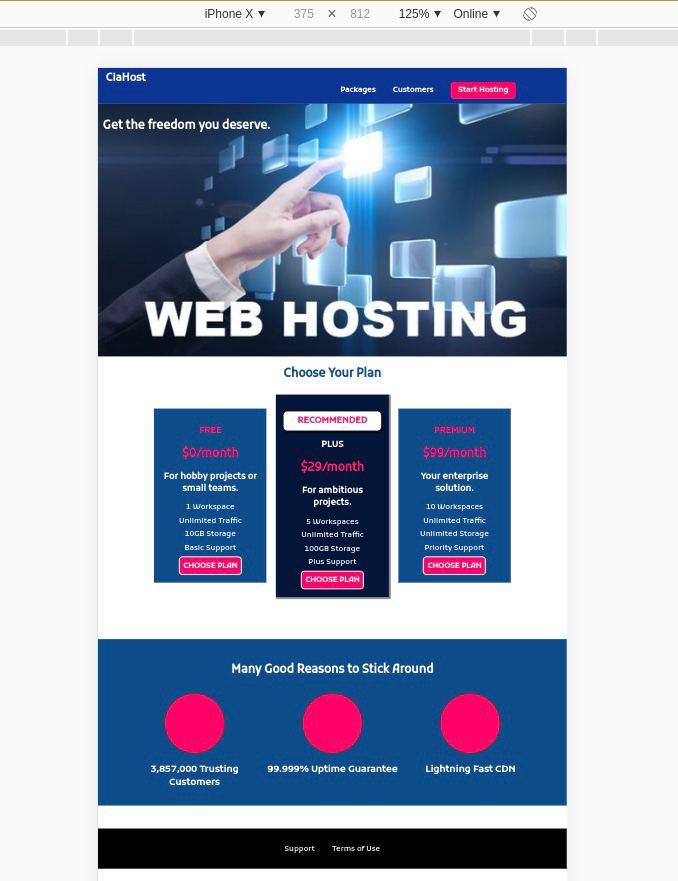 iPhone X ▼ 375 × 812 125% ▼ Online ▼
CiaHost
Packages Customers Start Hosting
Get the freedom you deserve.
WEB HOSTING
Choose Your Plan
FREE
$0/month
For hobby projects or
small teams.
1 Workspace
Unlimited Traffic
10GB Storage
Basic Support
CHOOSE PLAN
RECOMMENDED
PLUS
$29/month
For ambitious
projects.
5 Workspaces
Unlimited Traffic
100GB Storage
Plus Support
CHOOSE PLAN
PREMIUM
$99/month
Your enterprise
solution.
10 Workspaces
Unlimited Traffic
Unlimited Storage
Priority Support
CHOOSE PLAN
Many Good Reasons to Stick Around
3,857,000 Trusting
Customers
99.999% Uptime Guarantee
Lightning Fast CDN
Support Terms of Use